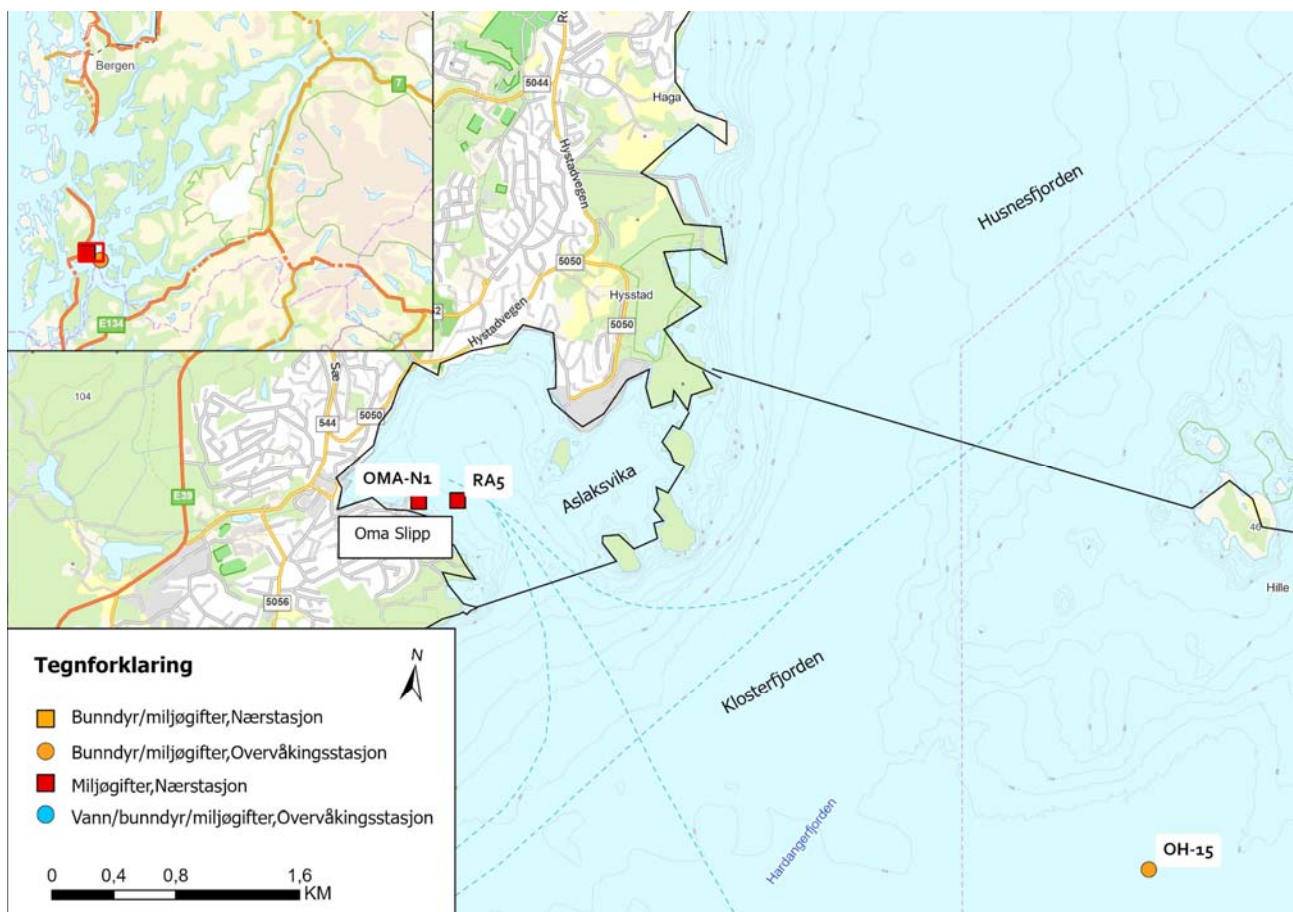 Bergen
7
E134
Ro
5044
Haga
Hystadvegen
Husnesfjorden
5050
Hysstad
5050
Hystadvegen
Sæ
104
5050
544
E39
OMA-N1
RA5
Aslaksvika
Oma Slipp
46
Hille
5056
Klosterfjorden
Hardangerfjorden
OH-15
Tegnforklaring
N
Bunndyr/miljøgifter,Nærstasjon
Bunndyr/miljøgifter,Overvåkingsstasjon
Miljøgifter,Nærstasjon
Vann/bunndyr/miljøgifter,Overvåkingsstasjon
0 0,4 0,8 1,6
KM